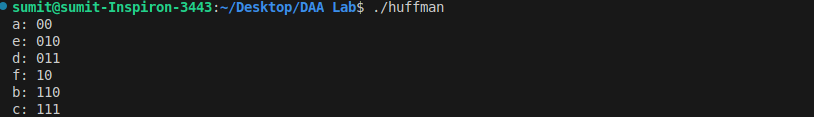 sumit@sumit-Inspiron-3443:~/Desktop/DAA Lab$ ./huffman
a: 00
e: 010
d: 011
f: 10
b: 110
c: 111